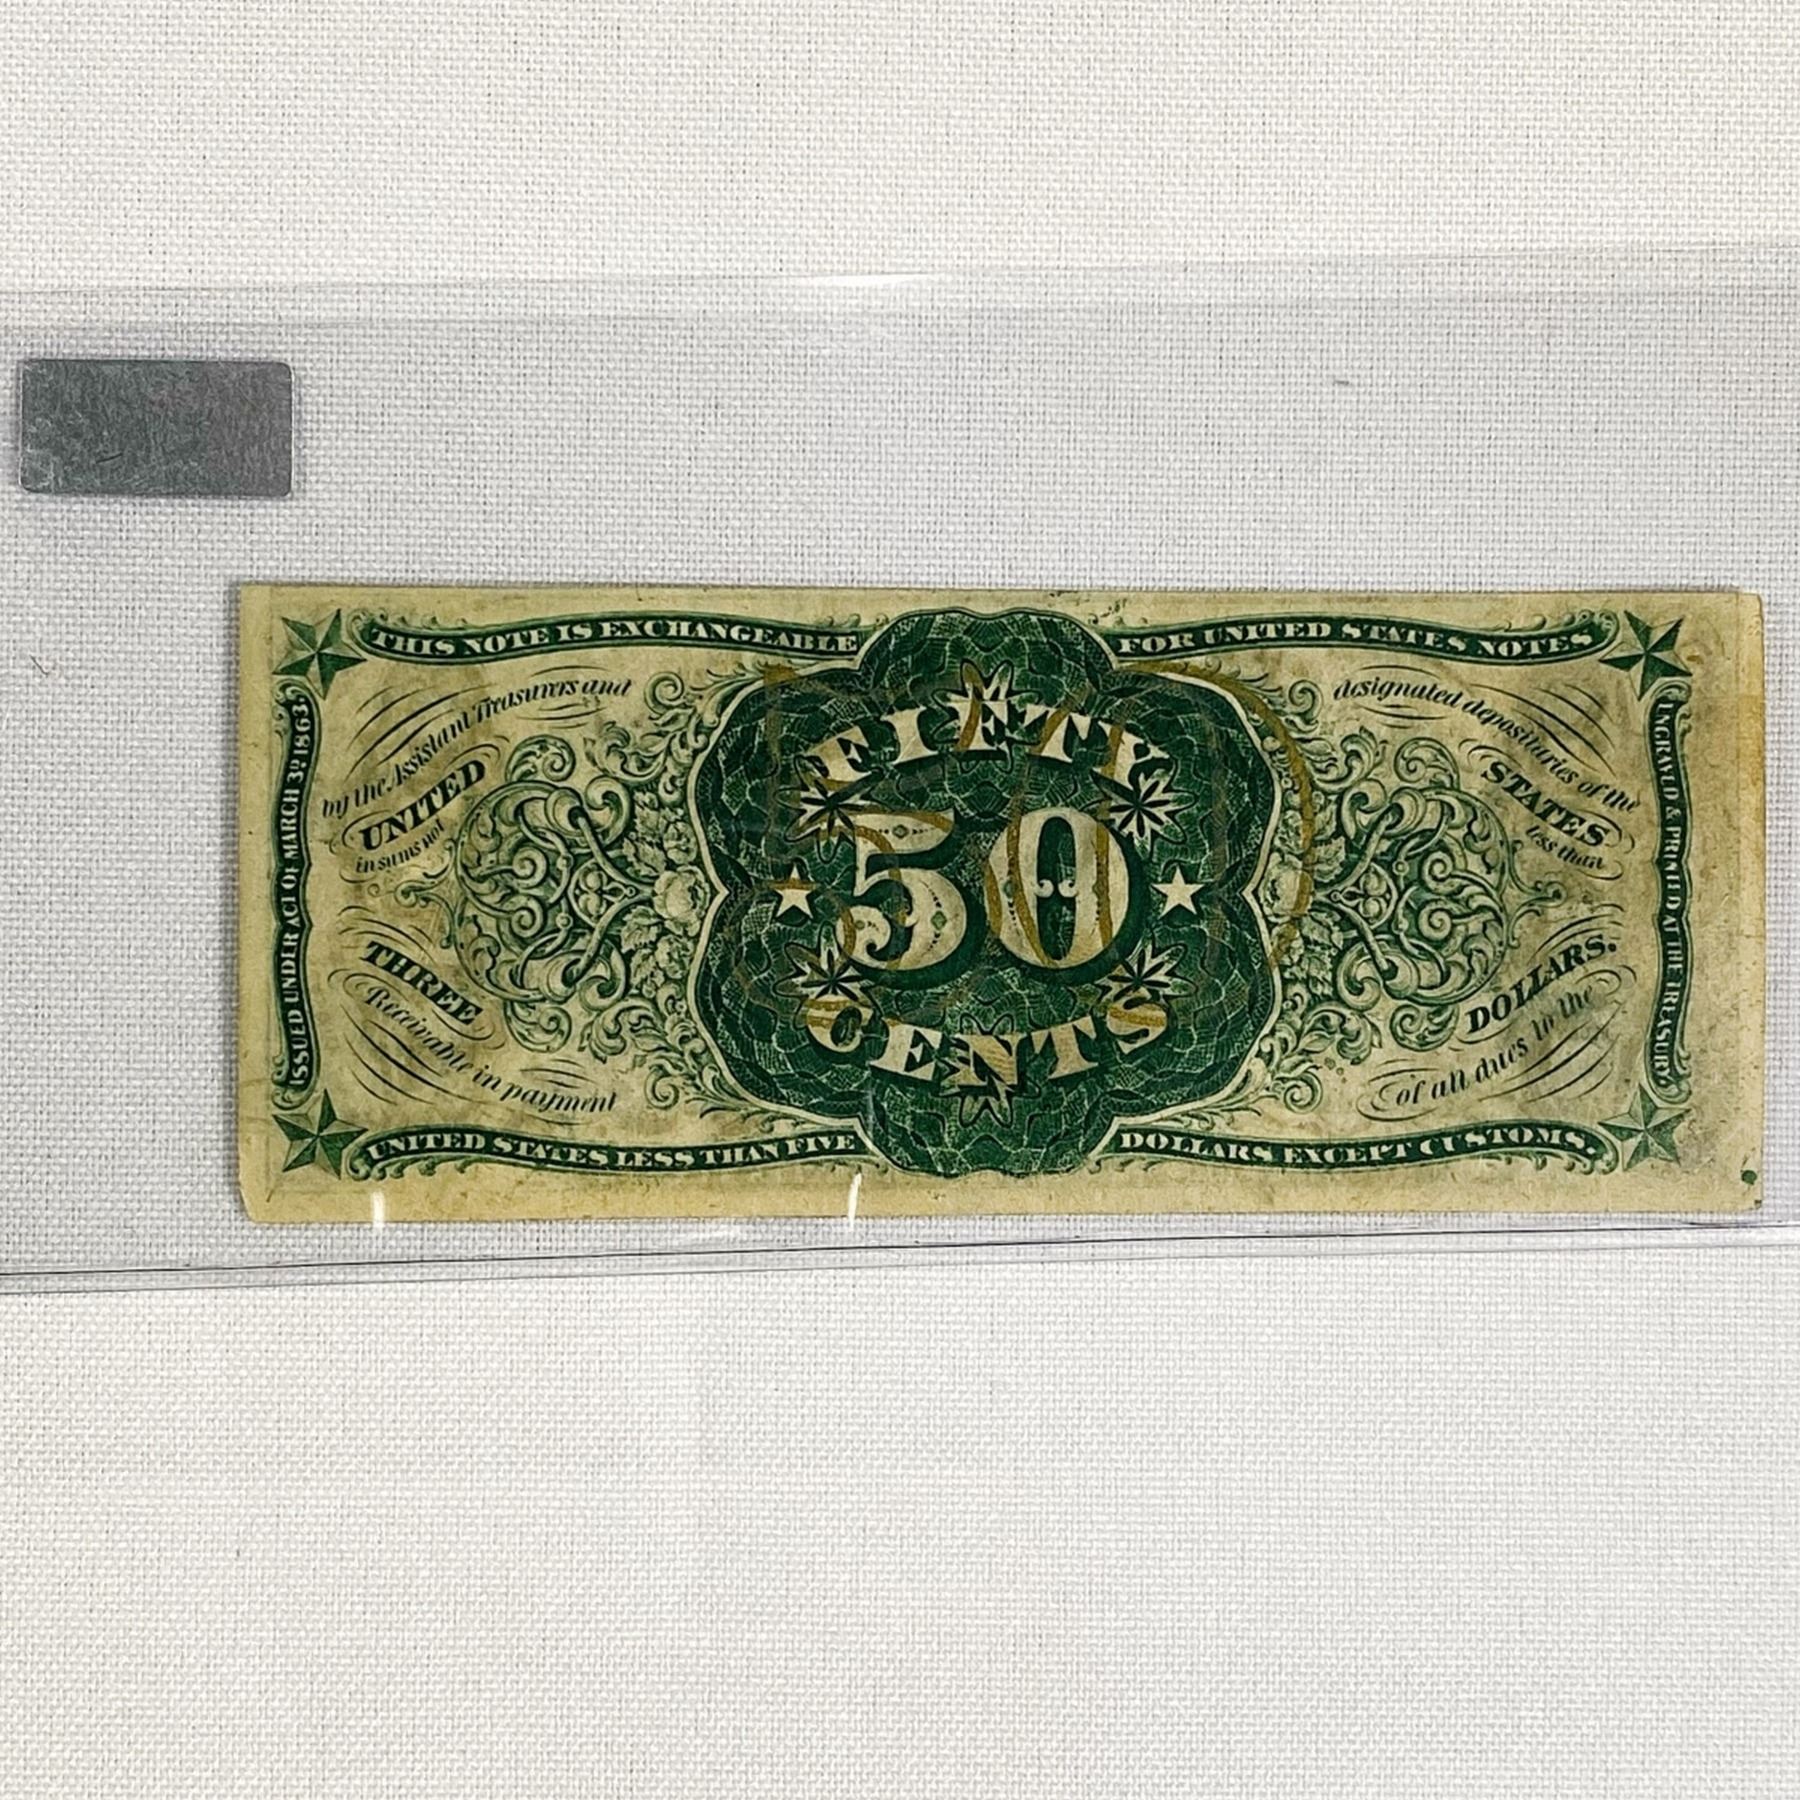 THIS NOTE IS EXCHANGEABLE FOR UNITED STATES NOTES
by the Assistant Treasurers and designated depositaries of the
UNITED STATES
in sums not less than
THREE DOLLARS.
Receivable in payment of all dues to the
UNITED STATES LESS THAN FIVE DOLLARS EXCEPT CUSTOMS.
FIFTY
50
CENTS
ISSUED UNDER ACT OF MARCH 3D 1863.
ENGRAVED & PRINTED AT THE TREASURY.